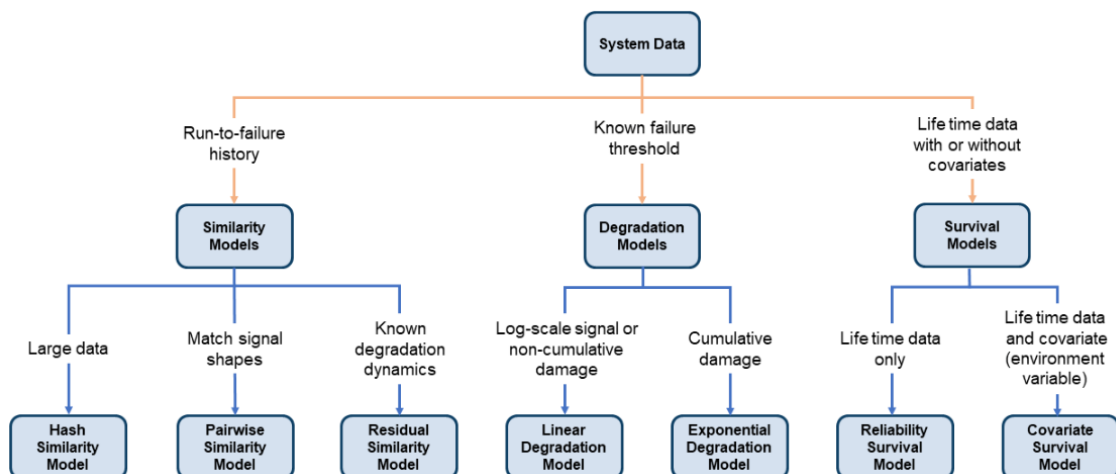 System Data
Run-to-failure
history
Known failure
threshold
Life time data
with or without
covariates
Similarity
Models
Degradation
Models
Survival
Models
Large data
Match signal
shapes
Known
degradation
dynamics
Log-scale signal or
non-cumulative
damage
Cumulative
damage
Life time data
only
Life time data
and covariate
(environment
variable)
Hash
Similarity
Model
Pairwise
Similarity Model
Residual
Similarity Model
Linear
Degradation Model
Exponential
Degradation Model
Reliability
Survival Model
Covariate
Survival Model